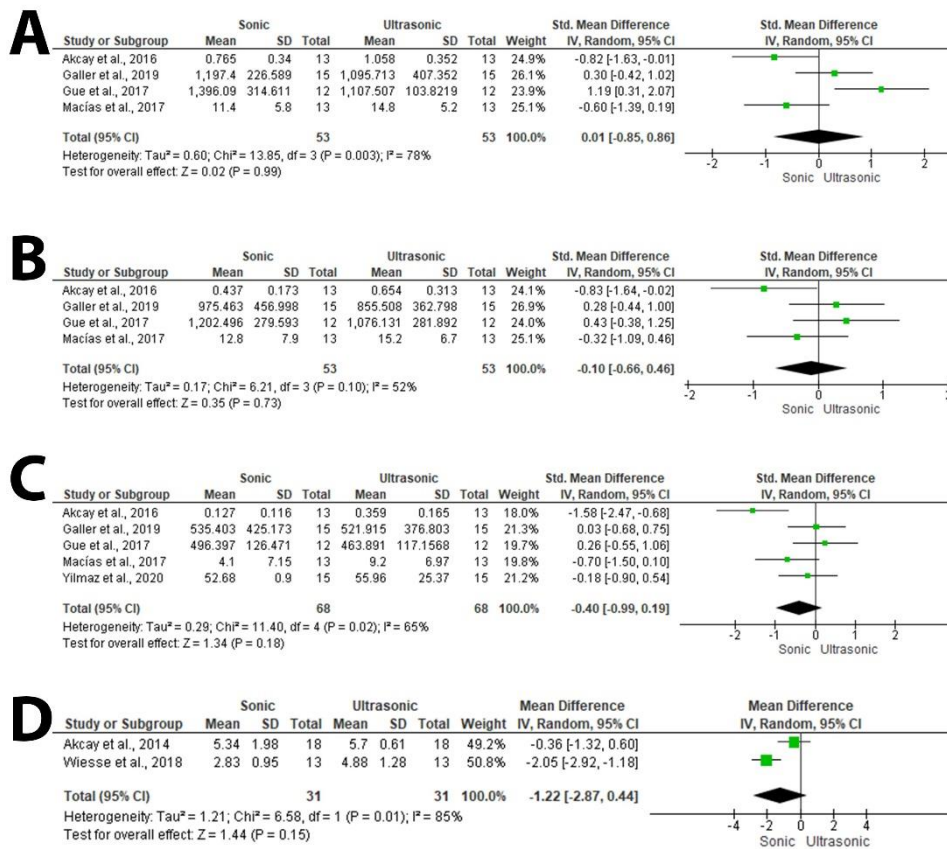 A
Sonic Ultrasonic Std. Mean Difference Std. Mean Difference
Study or Subgroup Mean SD Total Mean SD Total Weight IV, Random, 95% CI IV, Random, 95% CI
Akcay et al., 2016 0.765 0.34 13 1.058 0.352 13 24.9% -0.82 [-1.63, -0.01]
Galler et al., 2019 1,197.4 226.589 15 1,095.713 407.352 15 26.1% 0.30 [-0.42, 1.02]
Gue et al., 2017 1,396.09 314.611 12 1,107.507 103.8219 12 23.9% 1.19 [0.31, 2.07]
Macías et al., 2017 11.4 5.8 13 14.8 5.2 13 25.1% -0.60 [-1.39, 0.19]
Total (95% CI) 53 53 100.0% 0.01 [-0.85, 0.86]
Heterogeneity: Tau² = 0.60; Chi² = 13.85, df = 3 (P = 0.003); I² = 78%
Test for overall effect: Z = 0.02 (P = 0.99)
-2 -1 0 1 2
Sonic Ultrasonic
B
Sonic Ultrasonic Std. Mean Difference Std. Mean Difference
Study or Subgroup Mean SD Total Mean SD Total Weight IV, Random, 95% CI IV, Random, 95% CI
Akcay et al., 2016 0.437 0.173 13 0.654 0.313 13 24.1% -0.83 [-1.64, -0.02]
Galler et al., 2019 975.463 456.998 15 855.508 362.798 15 26.9% 0.28 [-0.44, 1.00]
Gue et al., 2017 1,202.496 279.593 12 1,076.131 281.892 12 24.0% 0.43 [-0.38, 1.25]
Macías et al., 2017 12.8 7.9 13 15.2 6.7 13 25.1% -0.32 [-1.09, 0.46]
Total (95% CI) 53 53 100.0% -0.10 [-0.66, 0.46]
Heterogeneity: Tau² = 0.17; Chi² = 6.21, df = 3 (P = 0.10); I² = 52%
Test for overall effect: Z = 0.35 (P = 0.73)
-2 -1 0 1 2
Sonic Ultrasonic
C
Sonic Ultrasonic Std. Mean Difference Std. Mean Difference
Study or Subgroup Mean SD Total Mean SD Total Weight IV, Random, 95% CI IV, Random, 95% CI
Akcay et al., 2016 0.127 0.116 13 0.359 0.165 13 18.0% -1.58 [-2.47, -0.68]
Galler et al., 2019 535.403 425.173 15 521.915 376.803 15 21.3% 0.03 [-0.68, 0.75]
Gue et al., 2017 496.397 126.471 12 463.891 117.1568 12 19.7% 0.26 [-0.55, 1.06]
Macías et al., 2017 4.1 7.15 13 9.2 6.97 13 19.8% -0.70 [-1.50, 0.10]
Yilmaz et al., 2020 52.68 0.9 15 55.96 25.37 15 21.2% -0.18 [-0.90, 0.54]
Total (95% CI) 68 68 100.0% -0.40 [-0.99, 0.19]
Heterogeneity: Tau² = 0.29; Chi² = 11.40, df = 4 (P = 0.02); I² = 65%
Test for overall effect: Z = 1.34 (P = 0.18)
-2 -1 0 1 2
Sonic Ultrasonic
D
Sonic Ultrasonic Mean Difference Mean Difference
Study or Subgroup Mean SD Total Mean SD Total Weight IV, Random, 95% CI IV, Random, 95% CI
Akcay et al., 2014 5.34 1.98 18 5.7 0.61 18 49.2% -0.36 [-1.32, 0.60]
Wiesse et al., 2018 2.83 0.95 13 4.88 1.28 13 50.8% -2.05 [-2.92, -1.18]
Total (95% CI) 31 31 100.0% -1.22 [-2.87, 0.44]
Heterogeneity: Tau² = 1.21; Chi² = 6.58, df = 1 (P = 0.01); I² = 85%
Test for overall effect: Z = 1.44 (P = 0.15)
-4 -2 0 2 4
Sonic Ultrasonic